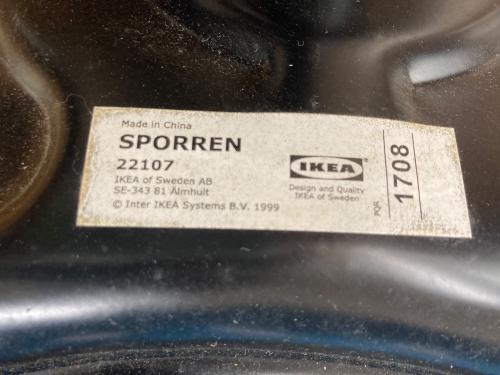 Made in China
SPORREN
22107
IKEA of Sweden AB
SE-343 81 Älmhult
© Inter IKEA Systems B.V. 1999
IKEA
Design and Quality
IKEA of Sweden
PQR
1708